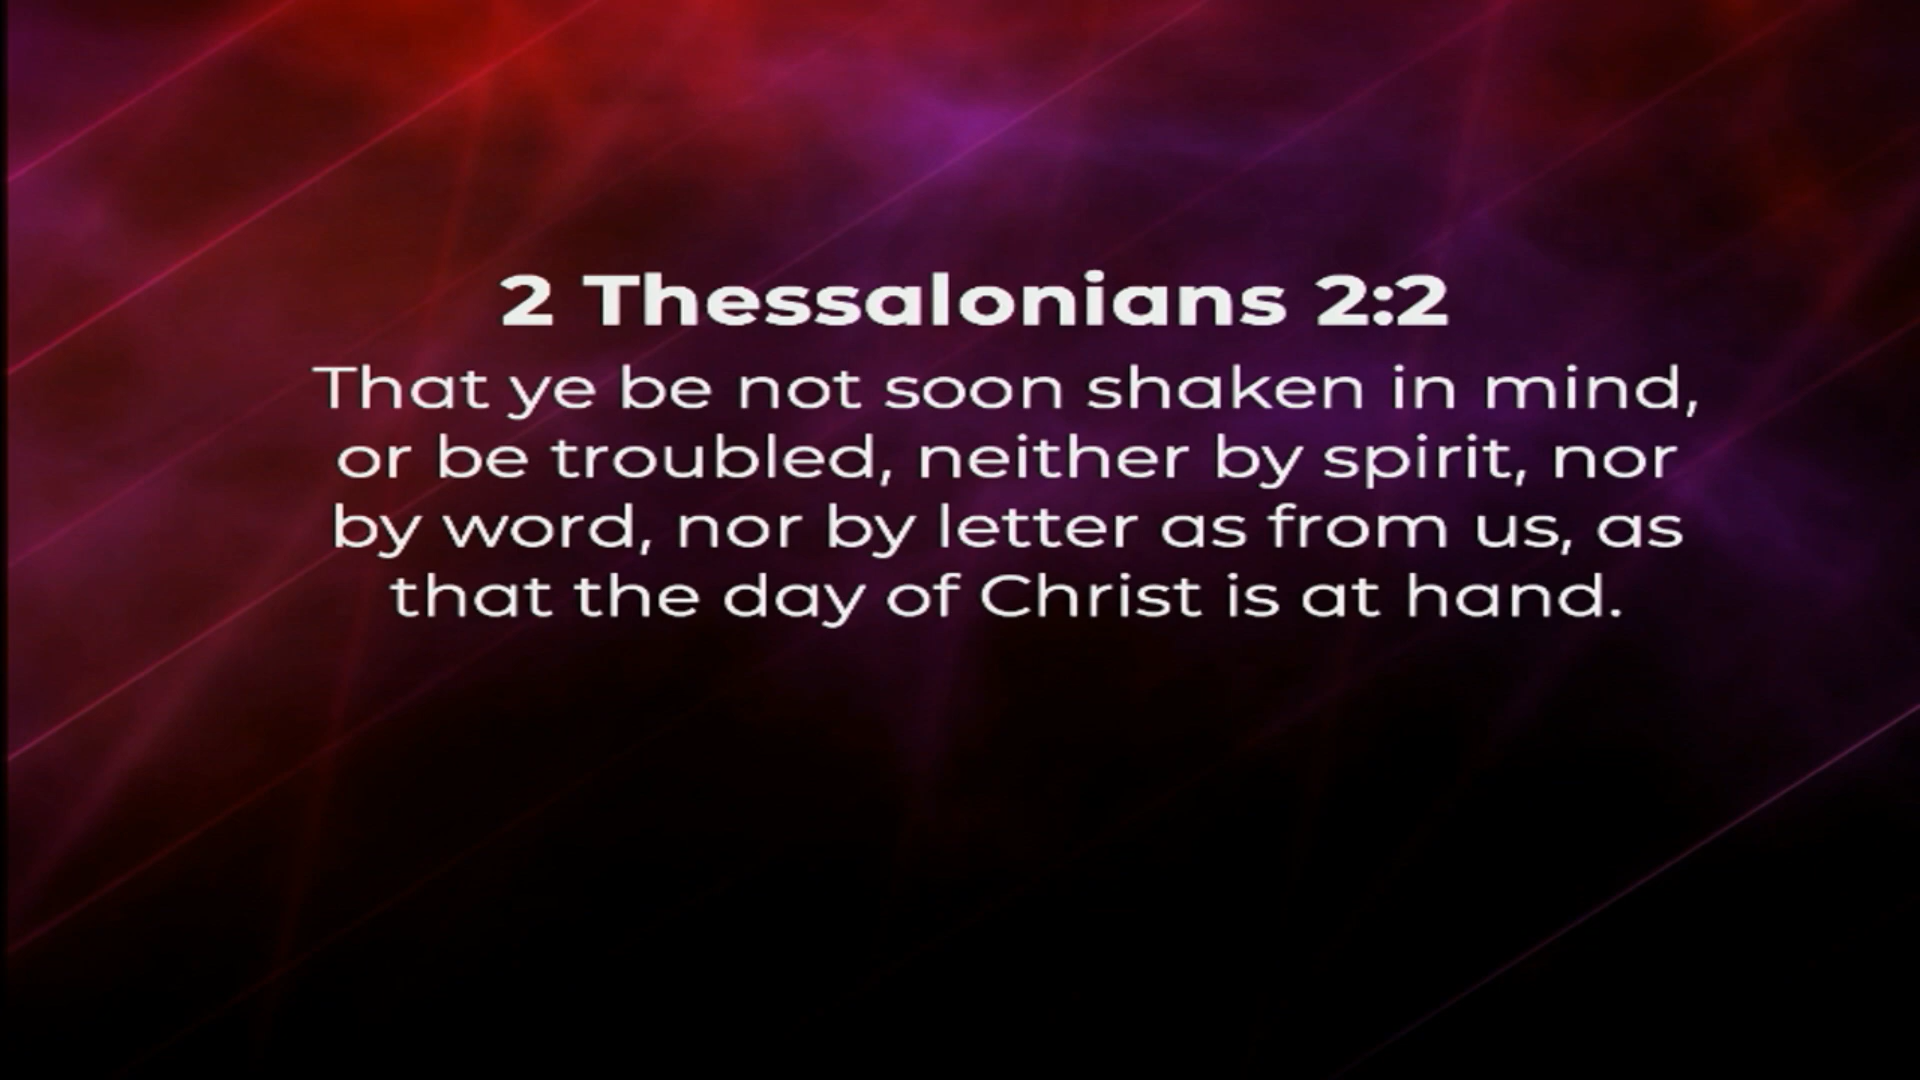 2 Thessalonians 2:2
That ye be not soon shaken in mind,
or be troubled, neither by spirit, nor
by word, nor by letter as from us, as
that the day of Christ is at hand.